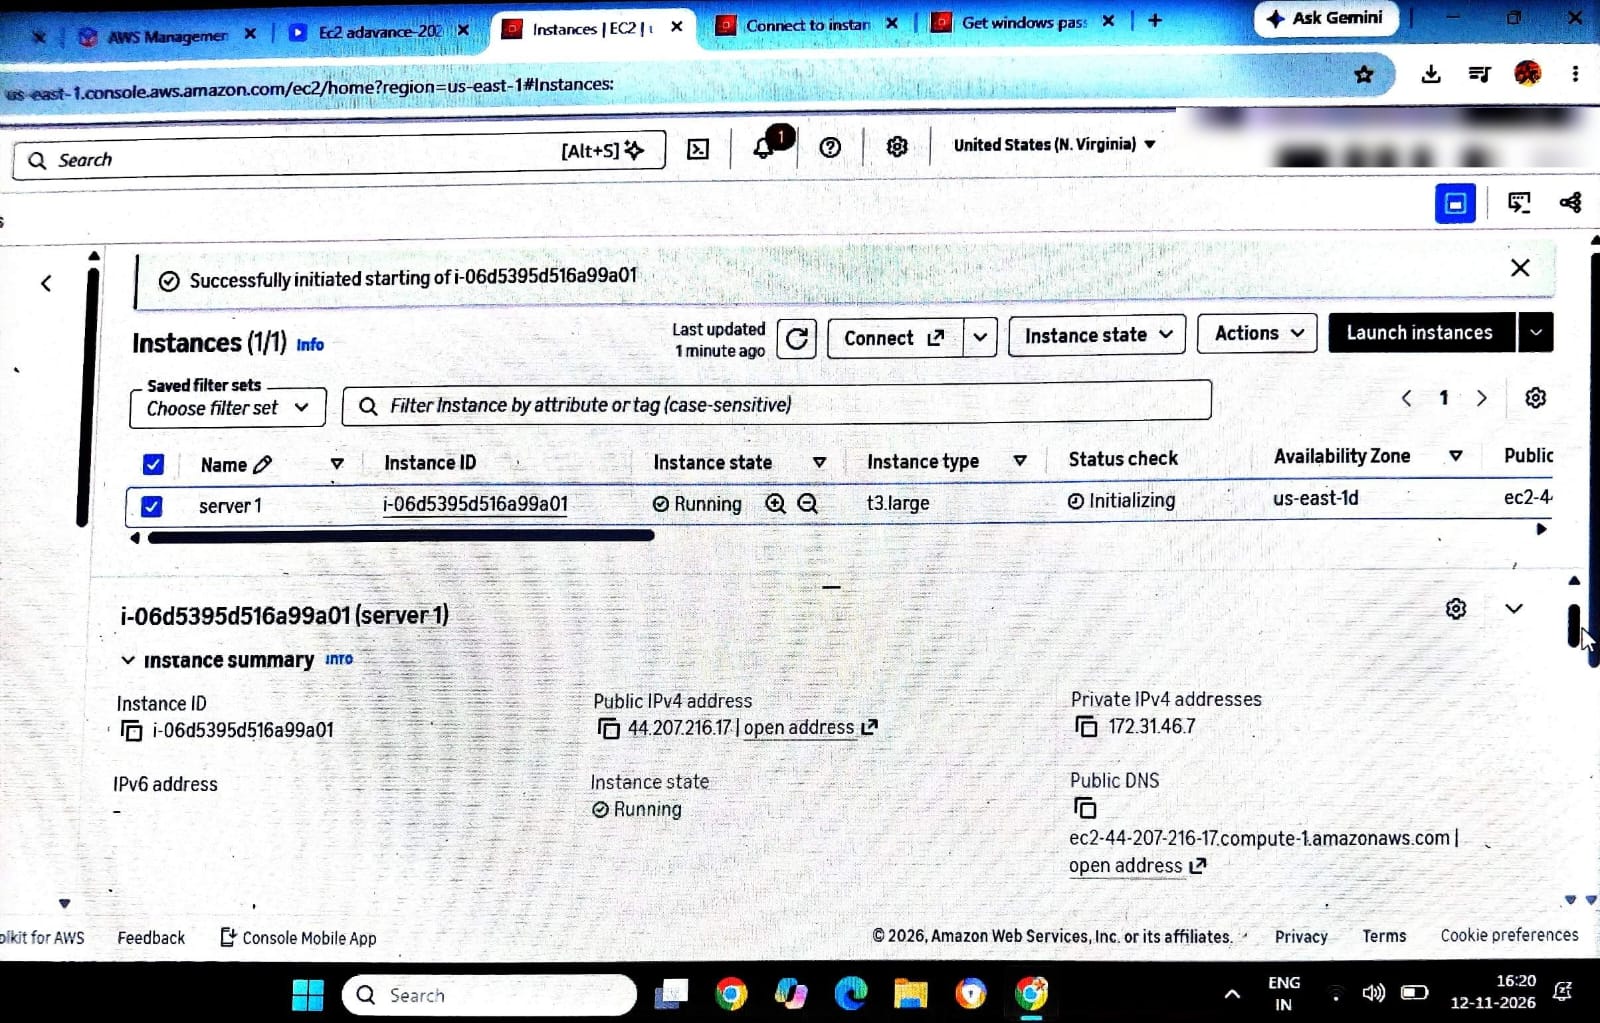 AWS Managemen
Ec2 adavance-202
Instances | EC2 | u
Connect to instan
Get windows pas
Ask Gemini
us-east-1.console.aws.amazon.com/ec2/home?region=us-east-1#Instances:
Search
[Alt+S]
1
United States (N. Virginia)
Successfully initiated starting of i-06d5395d516a99a01
Instances (1/1) Info
Last updated
1 minute ago
Connect
Instance state
Actions
Launch instances
Saved filter sets
Choose filter set
Filter Instance by attribute or tag (case-sensitive)
1
Name Instance ID Instance state Instance type Status check Availability Zone Public
server 1 i-06d5395d516a99a01 Running t3.large Initializing us-east-1d ec2-4
i-06d5395d516a99a01 (server 1)
Instance summary Info
Instance ID
i-06d5395d516a99a01
Public IPv4 address
44.207.216.17 | open address
Private IPv4 addresses
172.31.46.7
IPv6 address
-
Instance state
Running
Public DNS
ec2-44-207-216-17.compute-1.amazonaws.com |
open address
olkit for AWS Feedback Console Mobile App © 2026, Amazon Web Services, Inc. or its affiliates. Privacy Terms Cookie preferences
Search
ENG
IN
16:20
12-11-2026